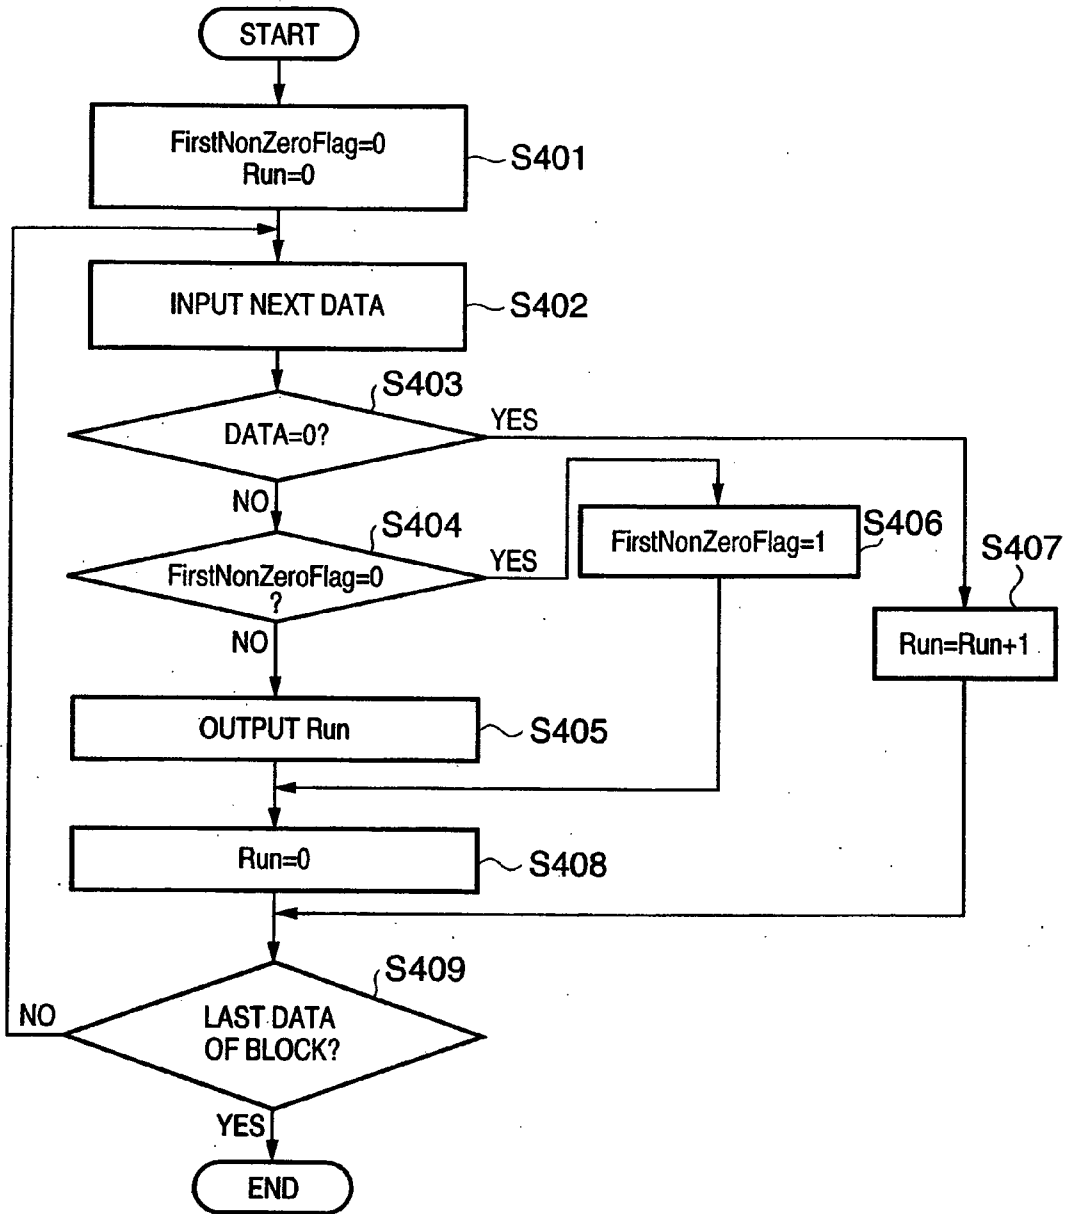 START
FirstNonZeroFlag=0
Run=0
S401
INPUT NEXT DATA
S402
S403
DATA=0?
YES
NO
S404
FirstNonZeroFlag=0
?
YES
NO
FirstNonZeroFlag=1
S406
S407
Run=Run+1
OUTPUT Run
S405
Run=0
S408
S409
LAST DATA
OF BLOCK?
NO
YES
END